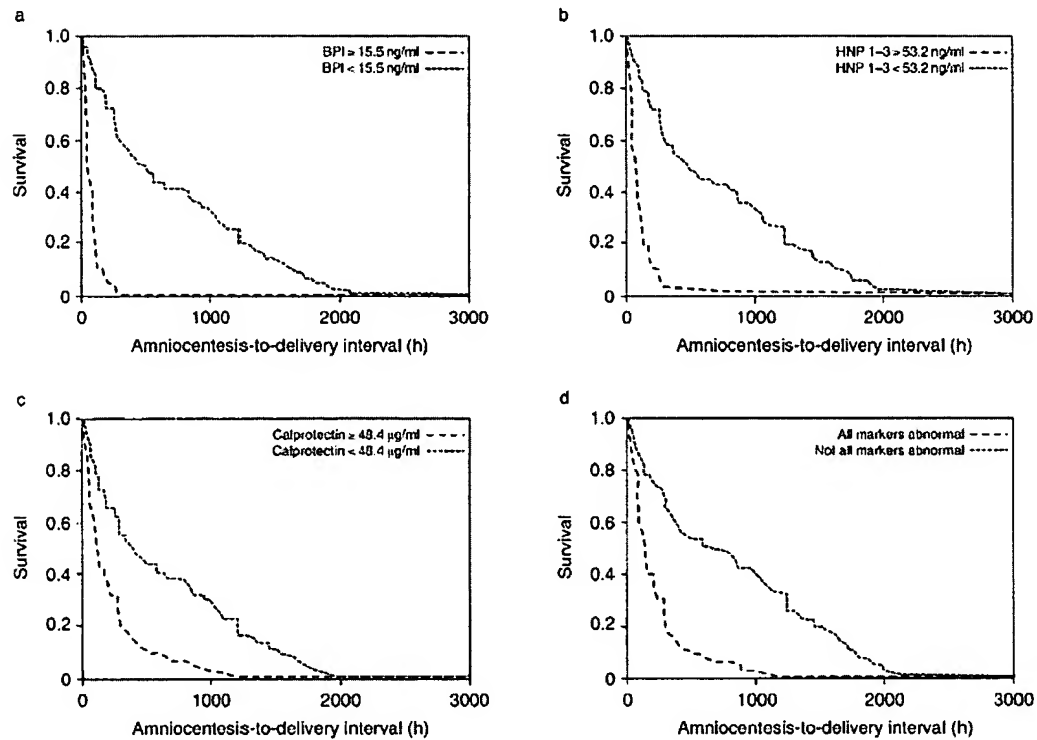 a
BPI ≥ 15.5 ng/ml
BPI < 15.5 ng/ml
1.0
0.8
0.6
0.4
0.2
0
Survival
0 1000 2000 3000
Amniocentesis-to-delivery interval (h)
b
HNP 1–3 ≥ 53.2 ng/ml
HNP 1–3 < 53.2 ng/ml
1.0
0.8
0.6
0.4
0.2
0
Survival
0 1000 2000 3000
Amniocentesis-to-delivery interval (h)
c
Calprotectin ≥ 48.4 µg/ml
Calprotectin < 48.4 µg/ml
1.0
0.8
0.6
0.4
0.2
0
Survival
0 1000 2000 3000
Amniocentesis-to-delivery interval (h)
d
All markers abnormal
Not all markers abnormal
1.0
0.8
0.6
0.4
0.2
0
Survival
0 1000 2000 3000
Amniocentesis-to-delivery interval (h)